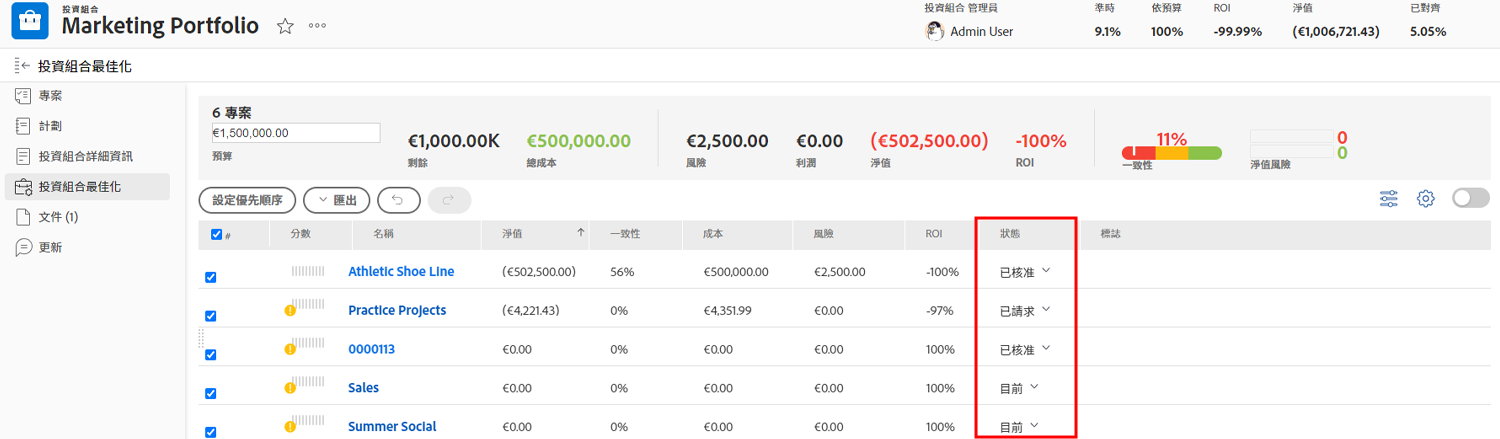 投資組合
Marketing Portfolio
投資組合 管理員
Admin User
準時
9.1%
依預算
100%
ROI
-99.99%
淨值
(€1,006,721.43)
已對齊
5.05%
投資組合最佳化
專案
計劃
投資組合詳細資訊
投資組合最佳化
文件 (1)
更新
6 專案
€1,500,000.00
預算
€1,000.00K
剩餘
€500,000.00
總成本
€2,500.00
風險
€0.00
利潤
(€502,500.00)
淨值
-100%
ROI
11%
一致性
0
0
淨值風險
設定優先順序
匯出
# 分數 名稱 淨值 一致性 成本 風險 ROI 狀態 標誌
Athletic Shoe Line (€502,500.00) 56% €500,000.00 €2,500.00 -100% 已核准
Practice Projects (€4,221.43) 0% €4,351.99 €0.00 -97% 已請求
0000113 €0.00 0% €0.00 €0.00 100% 已核准
Sales €0.00 0% €0.00 €0.00 100% 目前
Summer Social €0.00 0% €0.00 €0.00 100% 目前